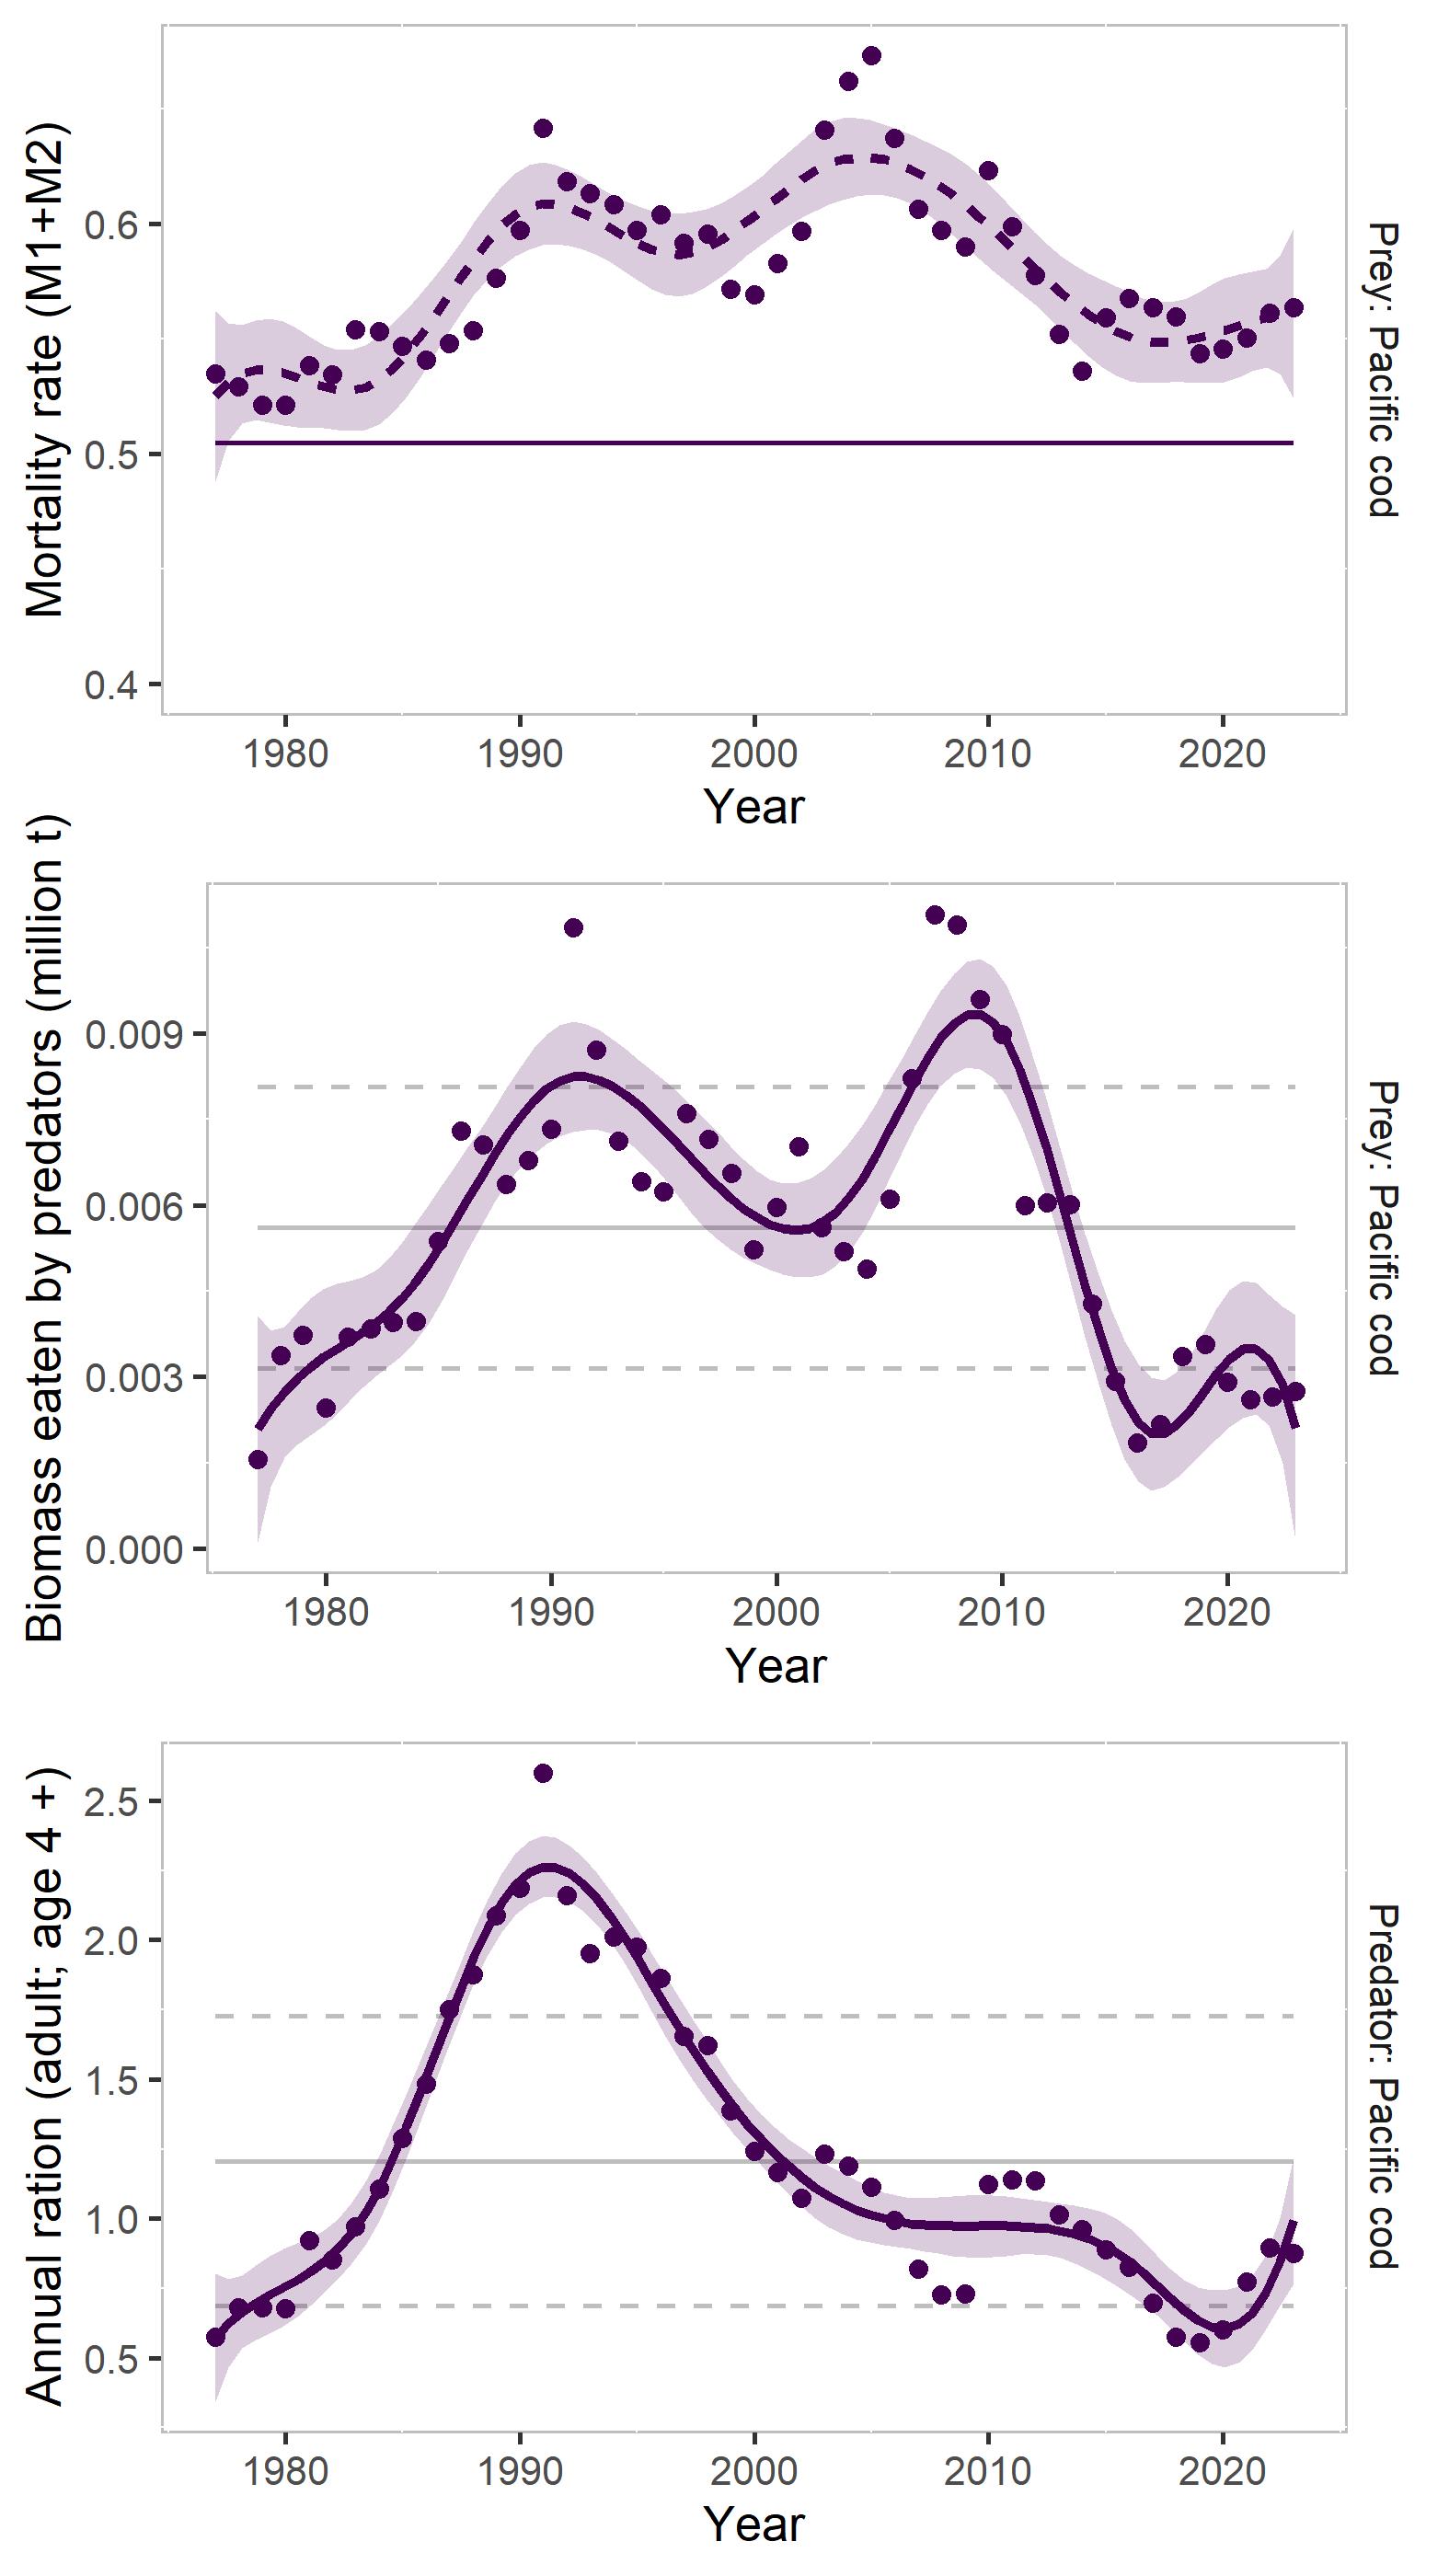 Mortality rate (M1+M2)
0.6
0.5
0.4
1980 1990 2000 2010 2020
Year
Prey: Pacific cod
Biomass eaten by predators (million t)
0.009
0.006
0.003
0.000
1980 1990 2000 2010 2020
Year
Prey: Pacific cod
Annual ration (adult; age 4 +)
2.5
2.0
1.5
1.0
0.5
1980 1990 2000 2010 2020
Year
Predator: Pacific cod